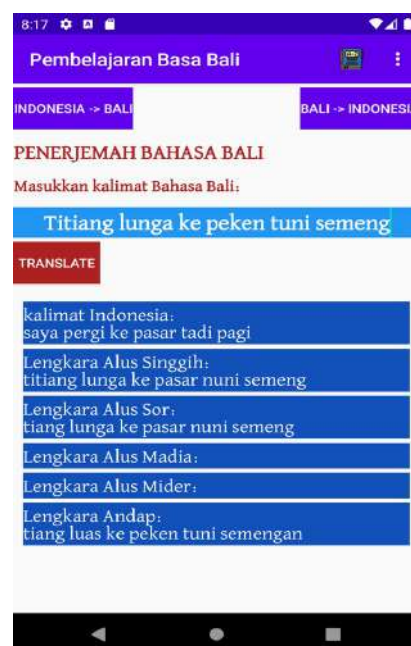 8:17
Pembelajaran Basa Bali
INDONESIA -> BALI
BALI -> INDONESI
PENERJEMAH BAHASA BALI
Masukkan kalimat Bahasa Bali:
Titiang lunga ke peken tuni semeng
TRANSLATE
kalimat Indonesia:
saya pergi ke pasar tadi pagi
Lengkara Alus Singgih:
titiang lunga ke pasar nuni semeng
Lengkara Alus Sor:
tiang lunga ke pasar nuni semeng
Lengkara Alus Madia:
Lengkara Alus Mider:
Lengkara Andap:
tiang luas ke peken tuni semengan